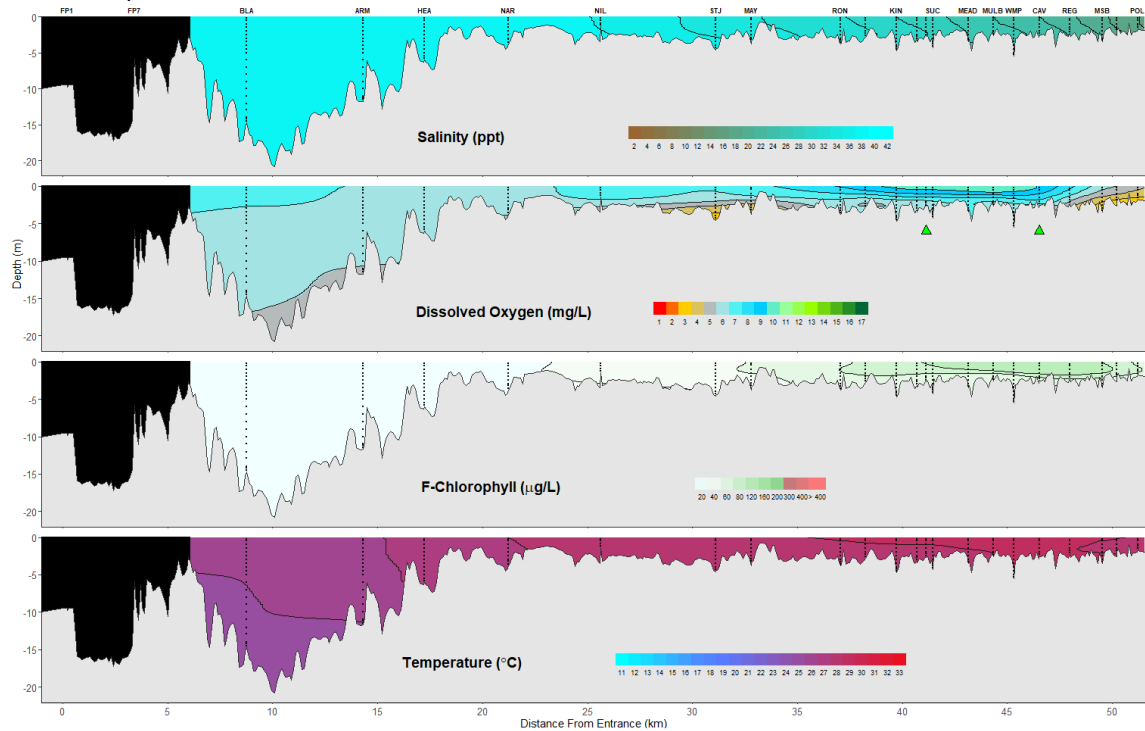 FP1 FP7 BLA ARM HEA NAR NIL STJ MAY RON KIN SUC MEAD MULB WMP CAV REG MSB POL
0
-5
-10
-15
-20
Salinity (ppt)
2 4 6 8 10 12 14 16 18 20 22 24 26 28 30 32 34 36 38 40 42
0
-5
-10
-15
-20
Depth (m)
Dissolved Oxygen (mg/L)
1 2 3 4 5 6 7 8 9 10 11 12 13 14 15 16 17
0
-5
-10
-15
-20
F-Chlorophyll (µg/L)
20 40 60 80 120 160 200 300 400 > 400
0
-5
-10
-15
-20
Temperature (°C)
11 12 13 14 15 16 17 18 19 20 21 22 23 24 25 26 27 28 29 30 31 32 33
0 5 10 15 20 25 30 35 40 45 50
Distance From Entrance (km)